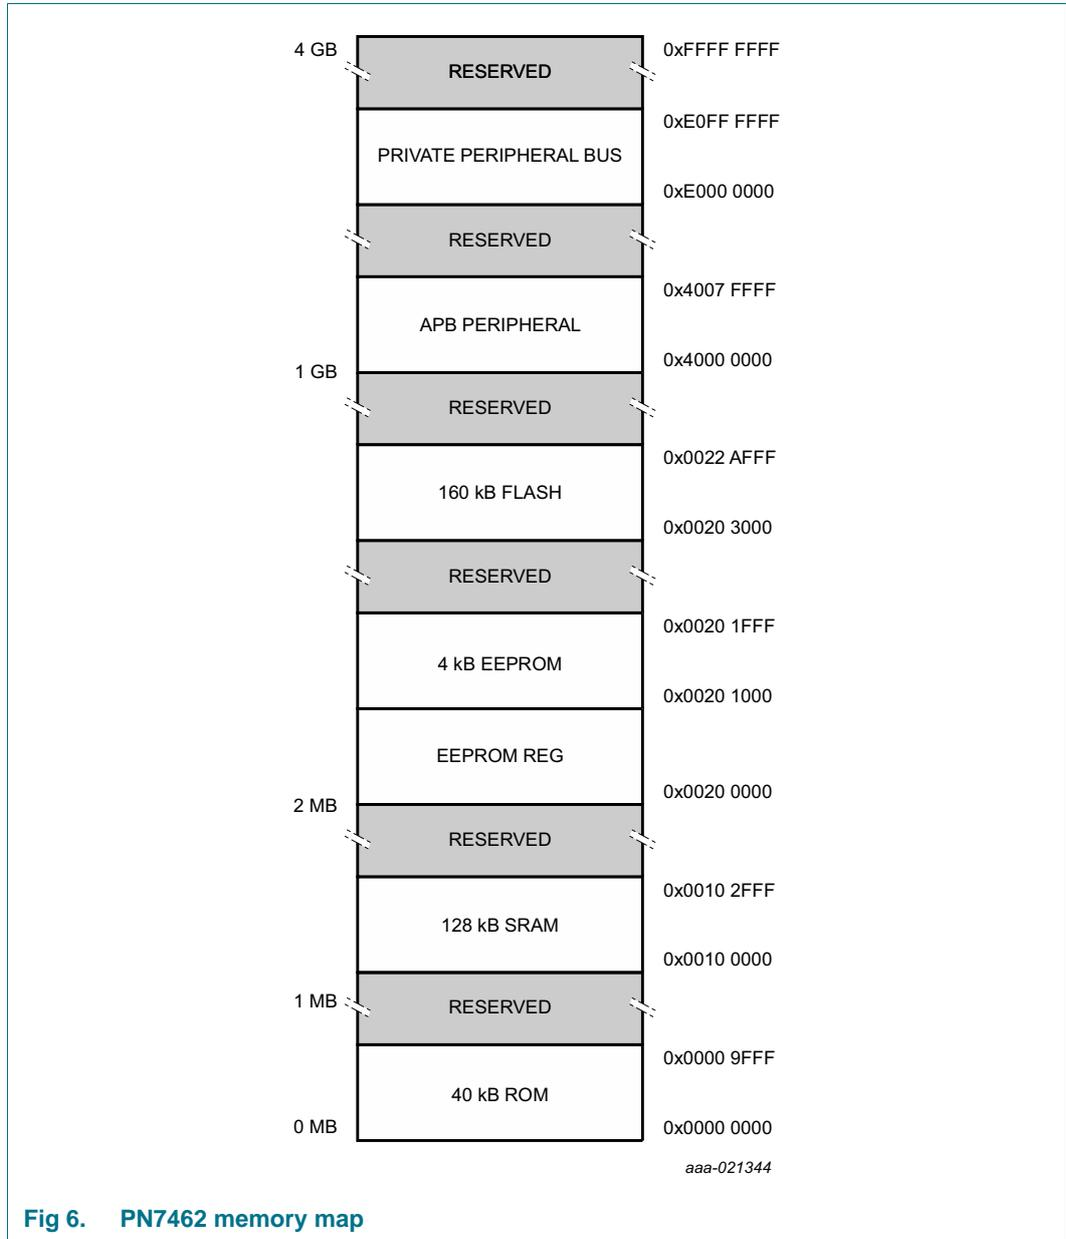 4 GB
RESERVED
0xFFFF FFFF
0xE0FF FFFF
PRIVATE PERIPHERAL BUS
0xE000 0000
RESERVED
0x4007 FFFF
APB PERIPHERAL
0x4000 0000
1 GB
RESERVED
0x0022 AFFF
160 kB FLASH
0x0020 3000
RESERVED
0x0020 1FFF
4 kB EEPROM
0x0020 1000
EEPROM REG
0x0020 0000
2 MB
RESERVED
0x0010 2FFF
128 kB SRAM
0x0010 0000
1 MB
RESERVED
0x0000 9FFF
40 kB ROM
0 MB
0x0000 0000
aaa-021344
Fig 6. PN7462 memory map